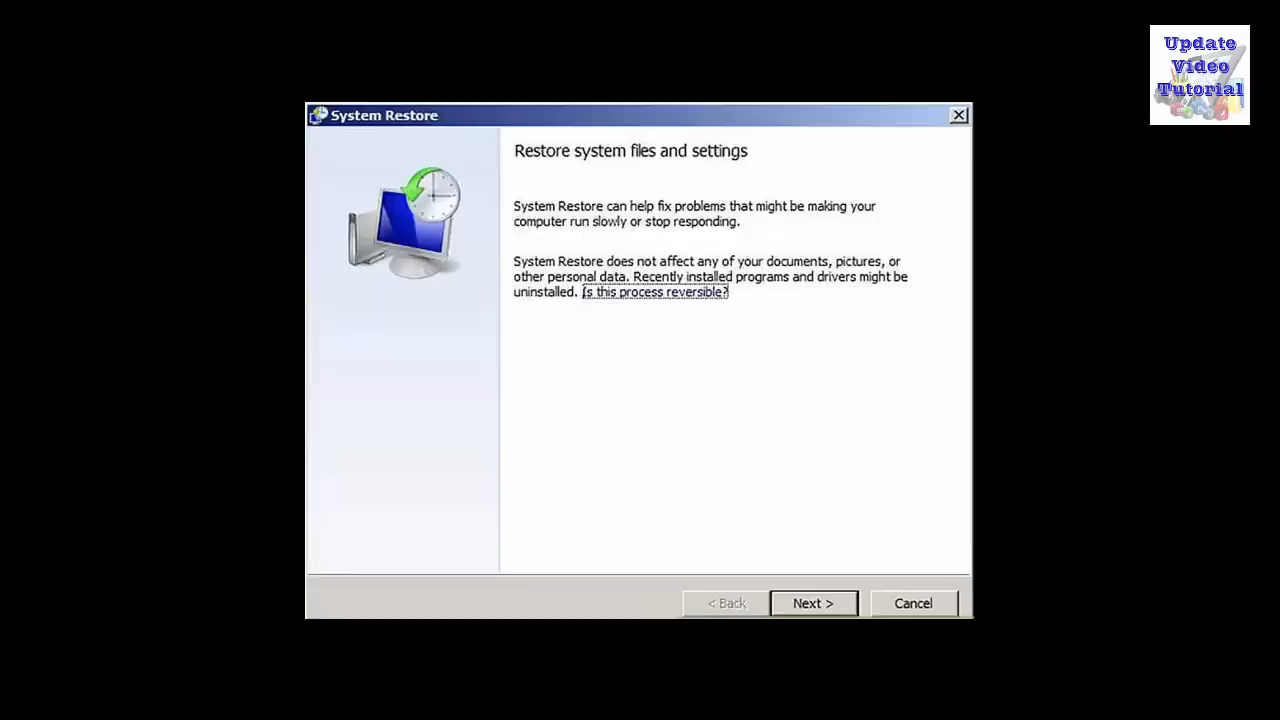 Update
Video
Tutorial
System Restore
Restore system files and settings
System Restore can help fix problems that might be making your
computer run slowly or stop responding.
System Restore does not affect any of your documents, pictures, or
other personal data. Recently installed programs and drivers might be
uninstalled. Is this process reversible?
< Back
Next >
Cancel